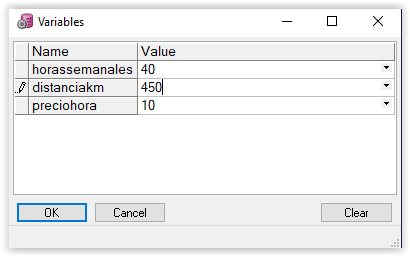 Variables
Name Value
horassemanales 40
distanciakm 450
preciohora 10
OK Cancel Clear